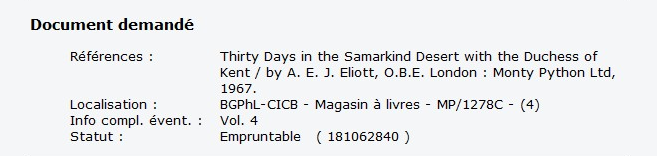 Document demandé
Références : Thirty Days in the Samarkind Desert with the Duchess of
Kent / by A. E. J. Eliott, O.B.E. London : Monty Python Ltd,
1967.
Localisation : BGPhL-CICB - Magasin à livres - MP/1278C - (4)
Info compl. évent. : Vol. 4
Statut : Empruntable ( 181062840 )